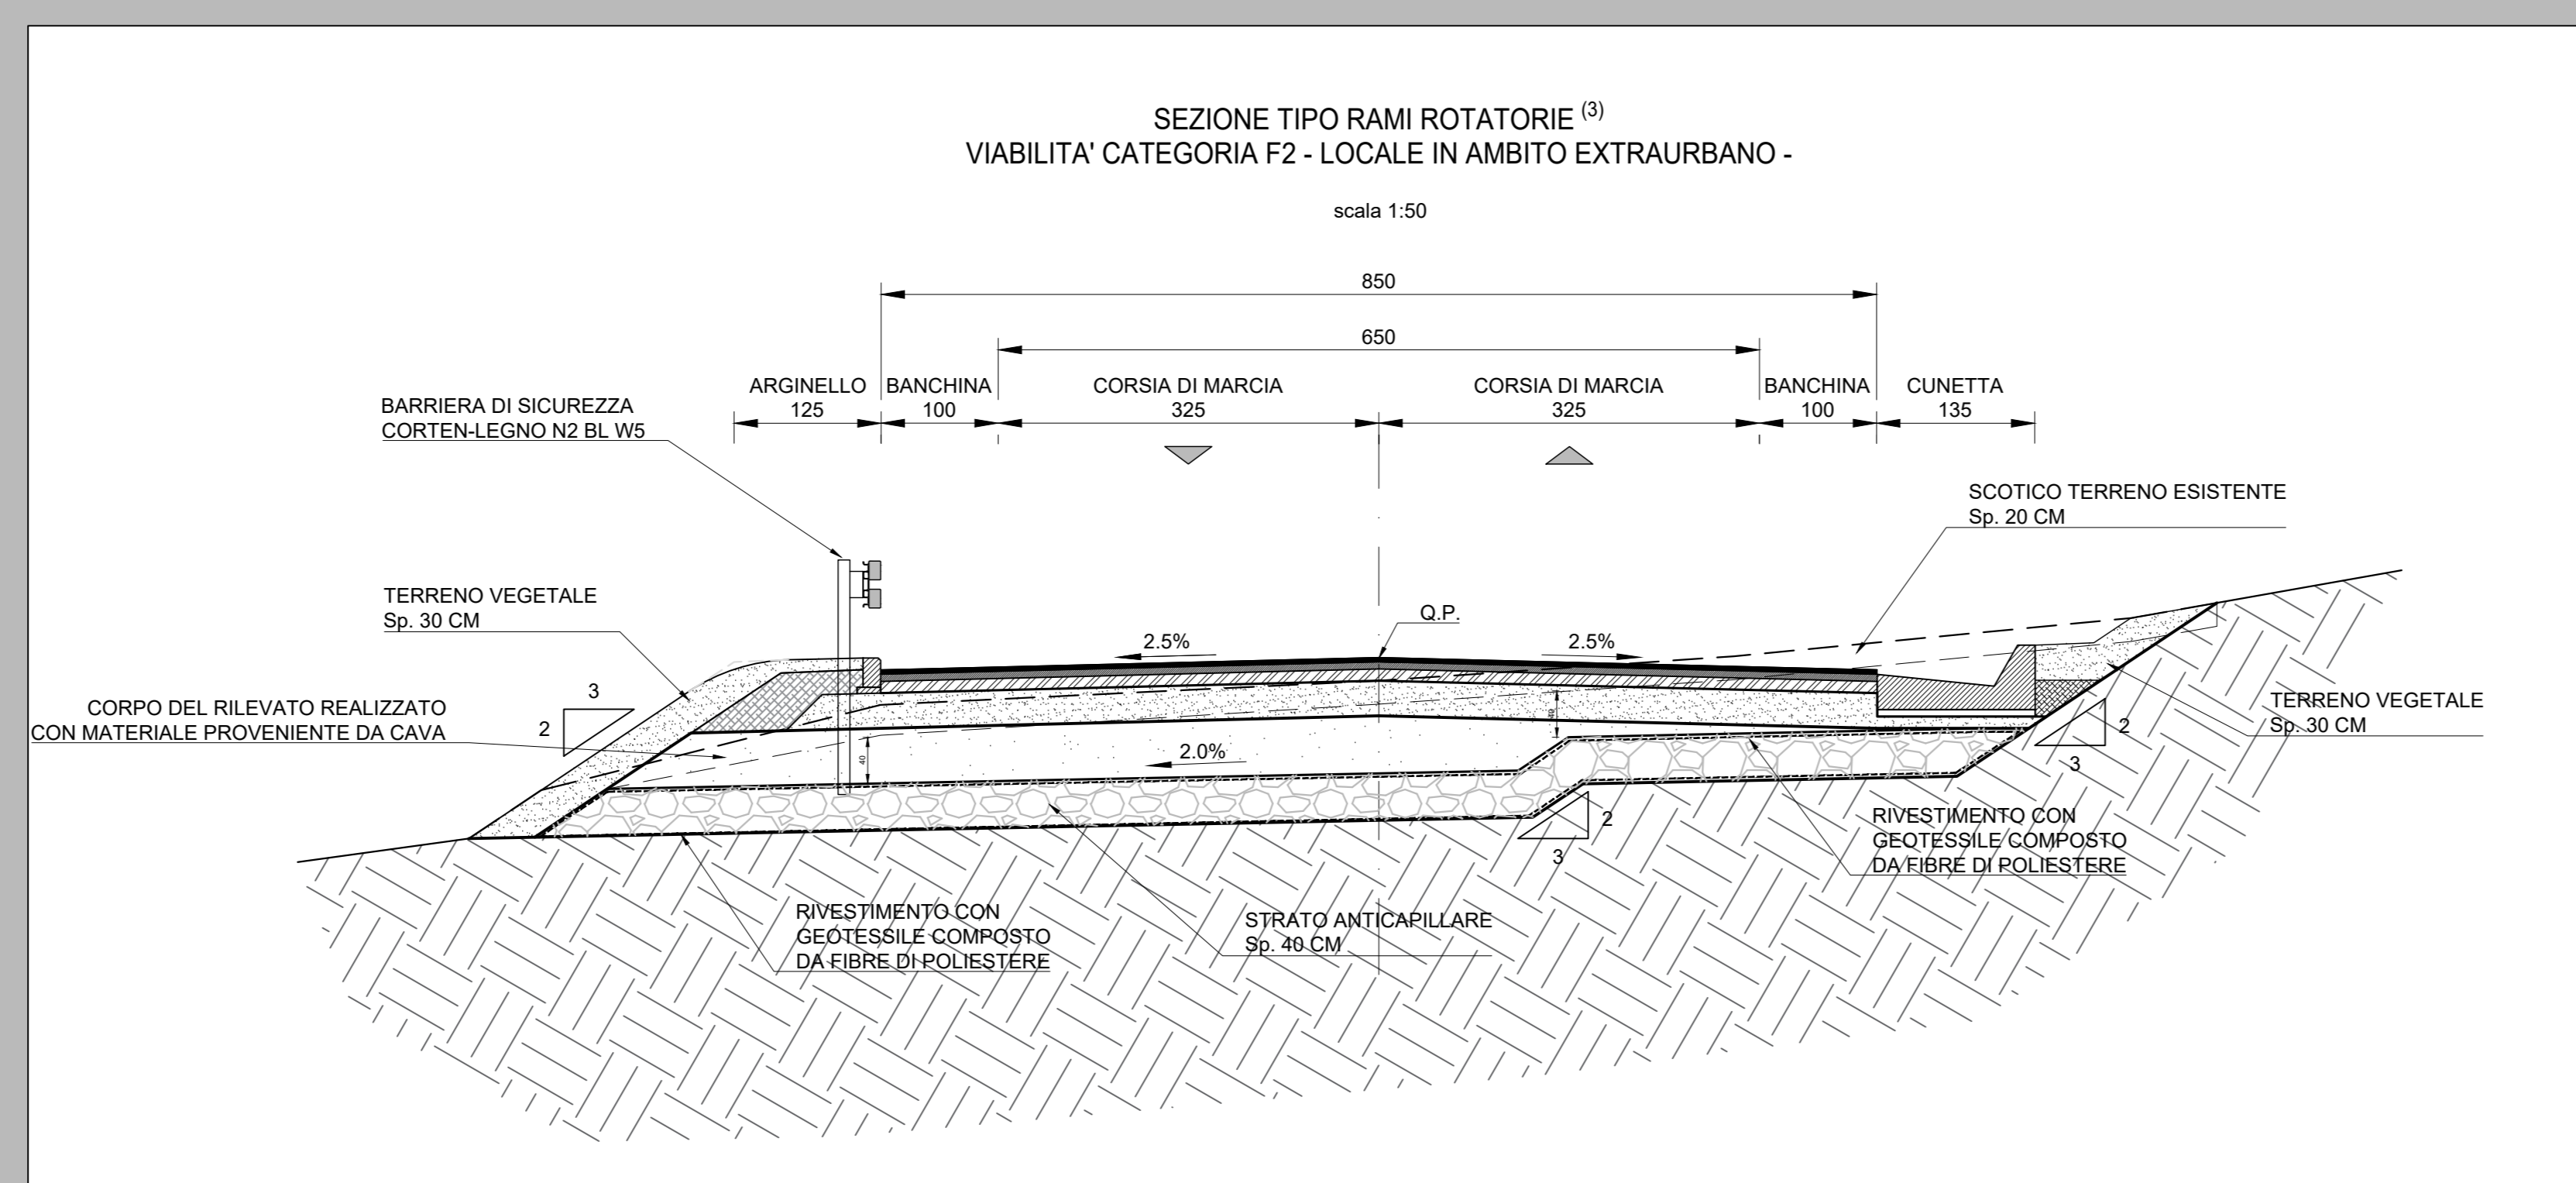 SEZIONE TIPO RAMI ROTATORIE (3)
VIABILITA' CATEGORIA F2 - LOCALE IN AMBITO EXTRAURBANO -
scala 1:50
850
650
ARGINELLO
125
BANCHINA
100
CORSIA DI MARCIA
325
CORSIA DI MARCIA
325
BANCHINA
100
CUNETTA
135
BARRIERA DI SICUREZZA
CORTEN-LEGNO N2 BL W5
SCOTICO TERRENO ESISTENTE
Sp. 20 CM
TERRENO VEGETALE
Sp. 30 CM
Q.P.
2.5%
2.5%
3
2
CORPO DEL RILEVATO REALIZZATO
CON MATERIALE PROVENIENTE DA CAVA
TERRENO VEGETALE
Sp. 30 CM
2
3
40
40
2.0%
2
3
RIVESTIMENTO CON
GEOTESSILE COMPOSTO
DA FIBRE DI POLIESTERE
RIVESTIMENTO CON
GEOTESSILE COMPOSTO
DA FIBRE DI POLIESTERE
STRATO ANTICAPILLARE
Sp. 40 CM